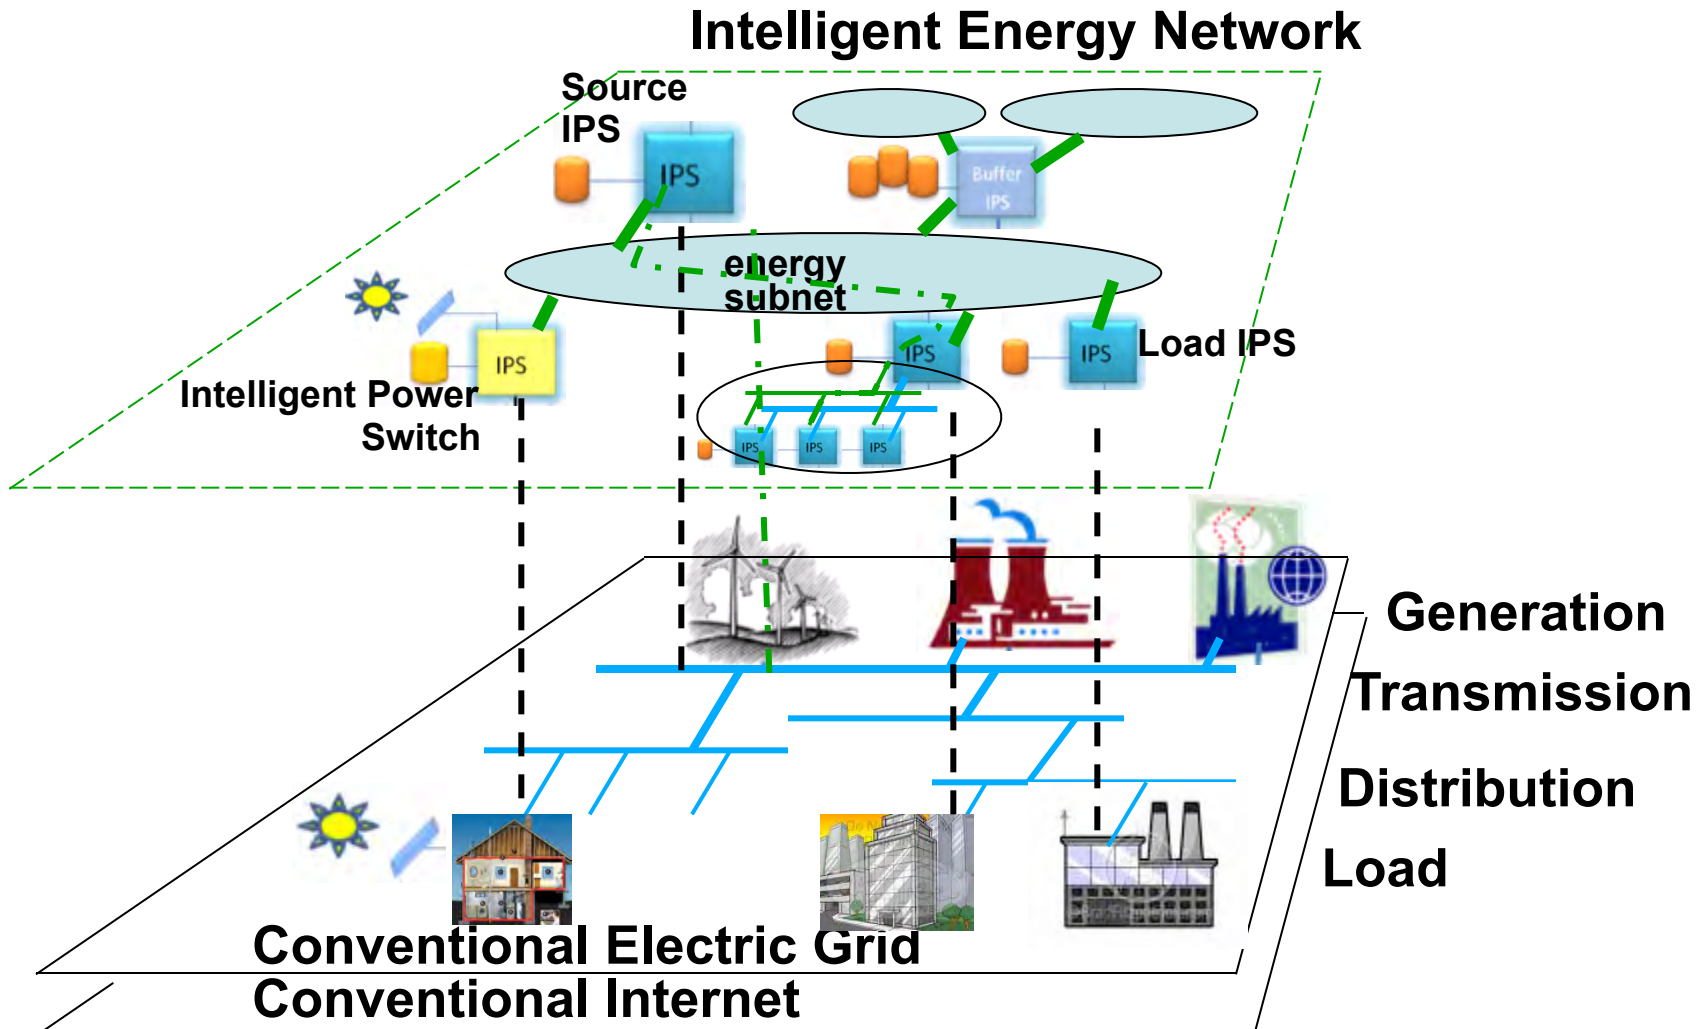 Intelligent Energy Network
Source
IPS
IPS
Buffer
IPS
energy
subnet
IPS
IPS
IPS
Load IPS
Intelligent Power
Switch
IPS
IPS
IPS
Generation
Transmission
Distribution
Load
Conventional Electric Grid
Conventional Internet